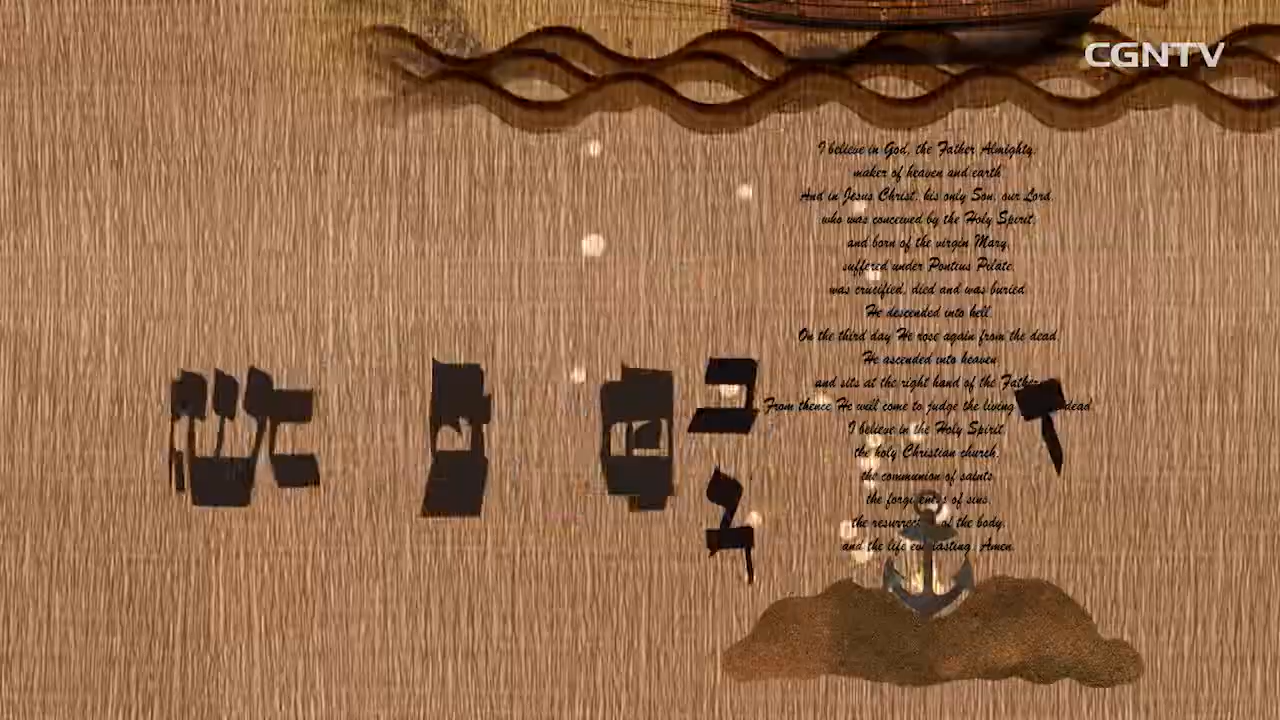 CGNTV
I believe in God, the Father Almighty,
maker of heaven and earth
And in Jesus Christ, his only Son, our Lord,
who was conceived by the Holy Spirit,
and born of the virgin Mary,
suffered under Pontius Pilate,
was crucified, died and was buried
He descended into hell,
On the third day He rose again from the dead,
He ascended into heaven,
and sits at the right hand of the Father
From thence He will come to judge the living dead
I believe in the Holy Spirit,
the holy Christian church,
the communion of saints
the of sins,
the of the body,
and the life Amen.